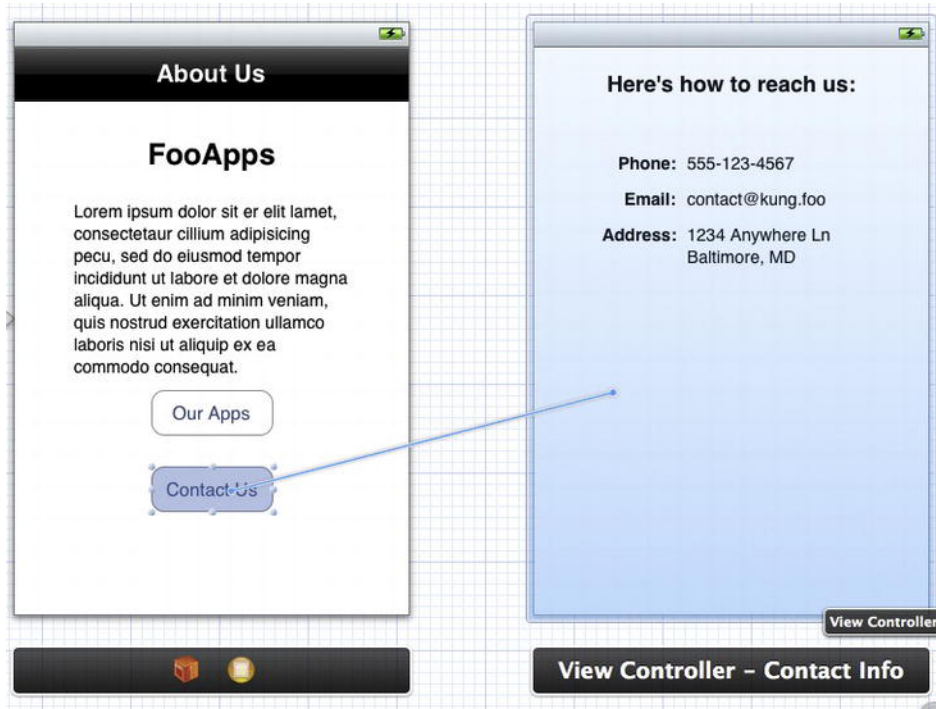 About Us
FooApps
Lorem ipsum dolor sit er elit lamet,
consectetaur cillium adipisicing
pecu, sed do eiusmod tempor
incididunt ut labore et dolore magna
aliqua. Ut enim ad minim veniam,
quis nostrud exercitation ullamco
laboris nisi ut aliquip ex ea
commodo consequat.
Our Apps
Contact Us
Here's how to reach us:
Phone: 555-123-4567
Email: contact@kung.foo
Address: 1234 Anywhere Ln
Baltimore, MD
View Controller
View Controller – Contact Info